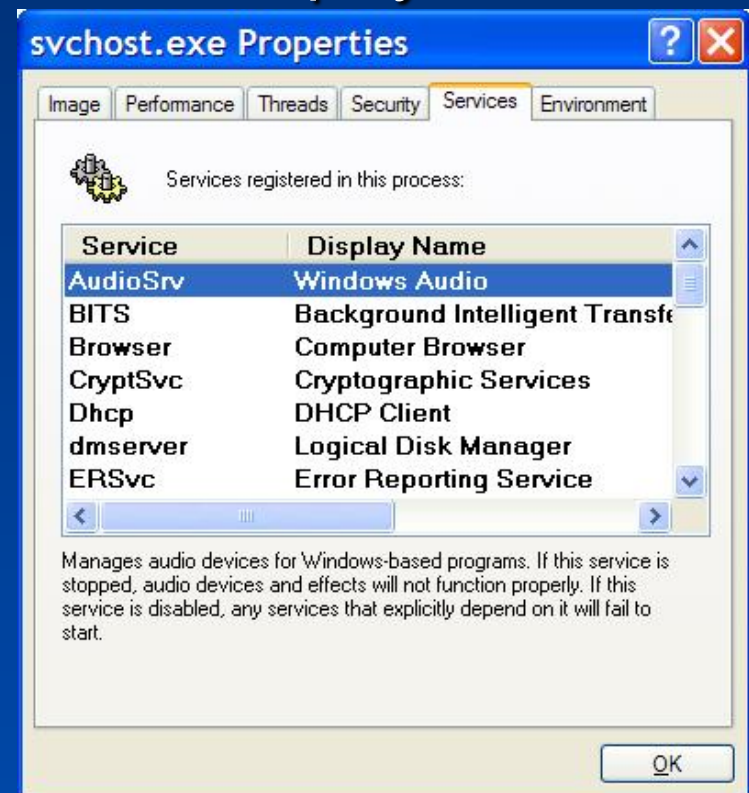 svchost.exe Properties
Image Performance Threads Security Services Environment
Services registered in this process:
Service Display Name
AudioSrv Windows Audio
BITS Background Intelligent Transfe
Browser Computer Browser
CryptSvc Cryptographic Services
Dhcp DHCP Client
dmserver Logical Disk Manager
ERSvc Error Reporting Service
Manages audio devices for Windows-based programs. If this service is
stopped, audio devices and effects will not function properly. If this
service is disabled, any services that explicitly depend on it will fail to
start.
OK